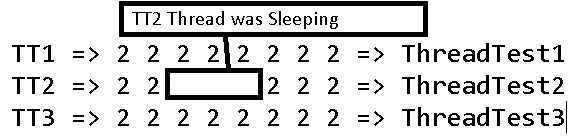 TT2 Thread was Sleeping
TT1 => 2 2 2 2 2 2 2 2 => ThreadTest1
TT2 => 2 2 2 2 2 => ThreadTest2
TT3 => 2 2 2 2 2 2 2 2 => ThreadTest3